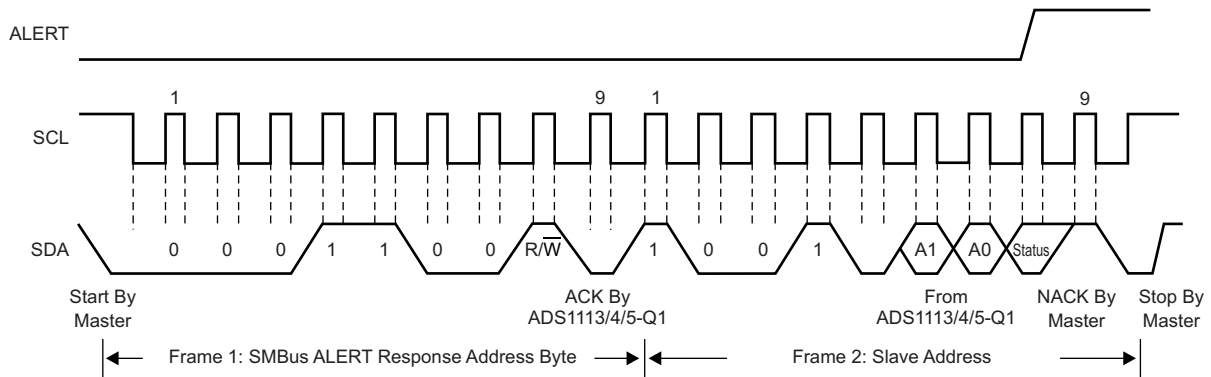 ALERT
1 9 1 9
SCL
SDA 0 0 0 1 1 0 0 R/W 1 0 0 1 A1 A0 Status
Start By
Master
ACK By
ADS1113/4/5-Q1
From
ADS1113/4/5-Q1
NACK By
Master
Stop By
Master
Frame 1: SMBus ALERT Response Address Byte
Frame 2: Slave Address